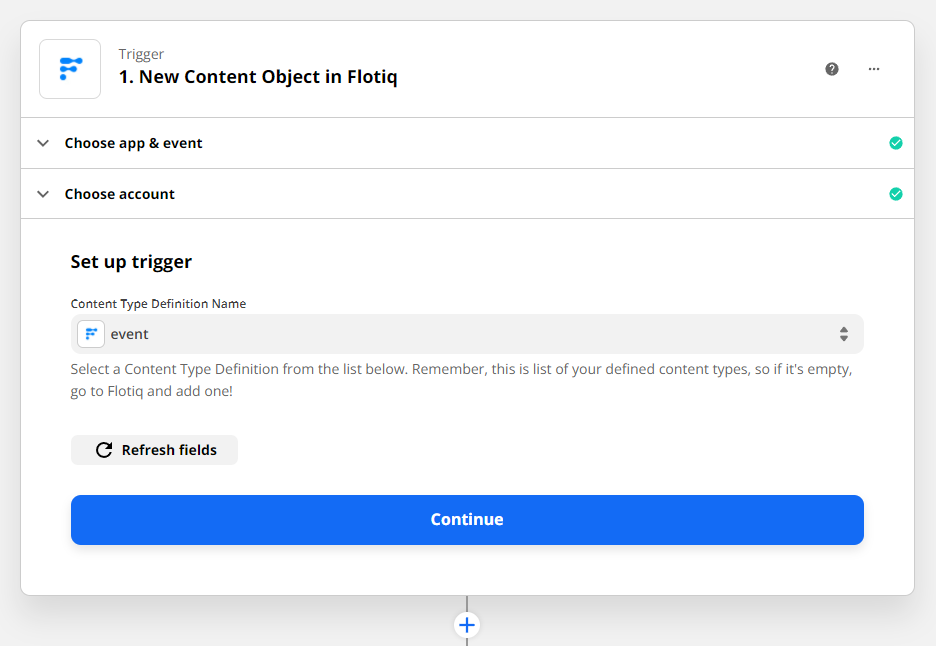 Trigger
1. New Content Object in Flotiq
Choose app & event
Choose account
Set up trigger
Content Type Definition Name
event
Select a Content Type Definition from the list below. Remember, this is list of your defined content types, so if it's empty,
go to Flotiq and add one!
Refresh fields
Continue